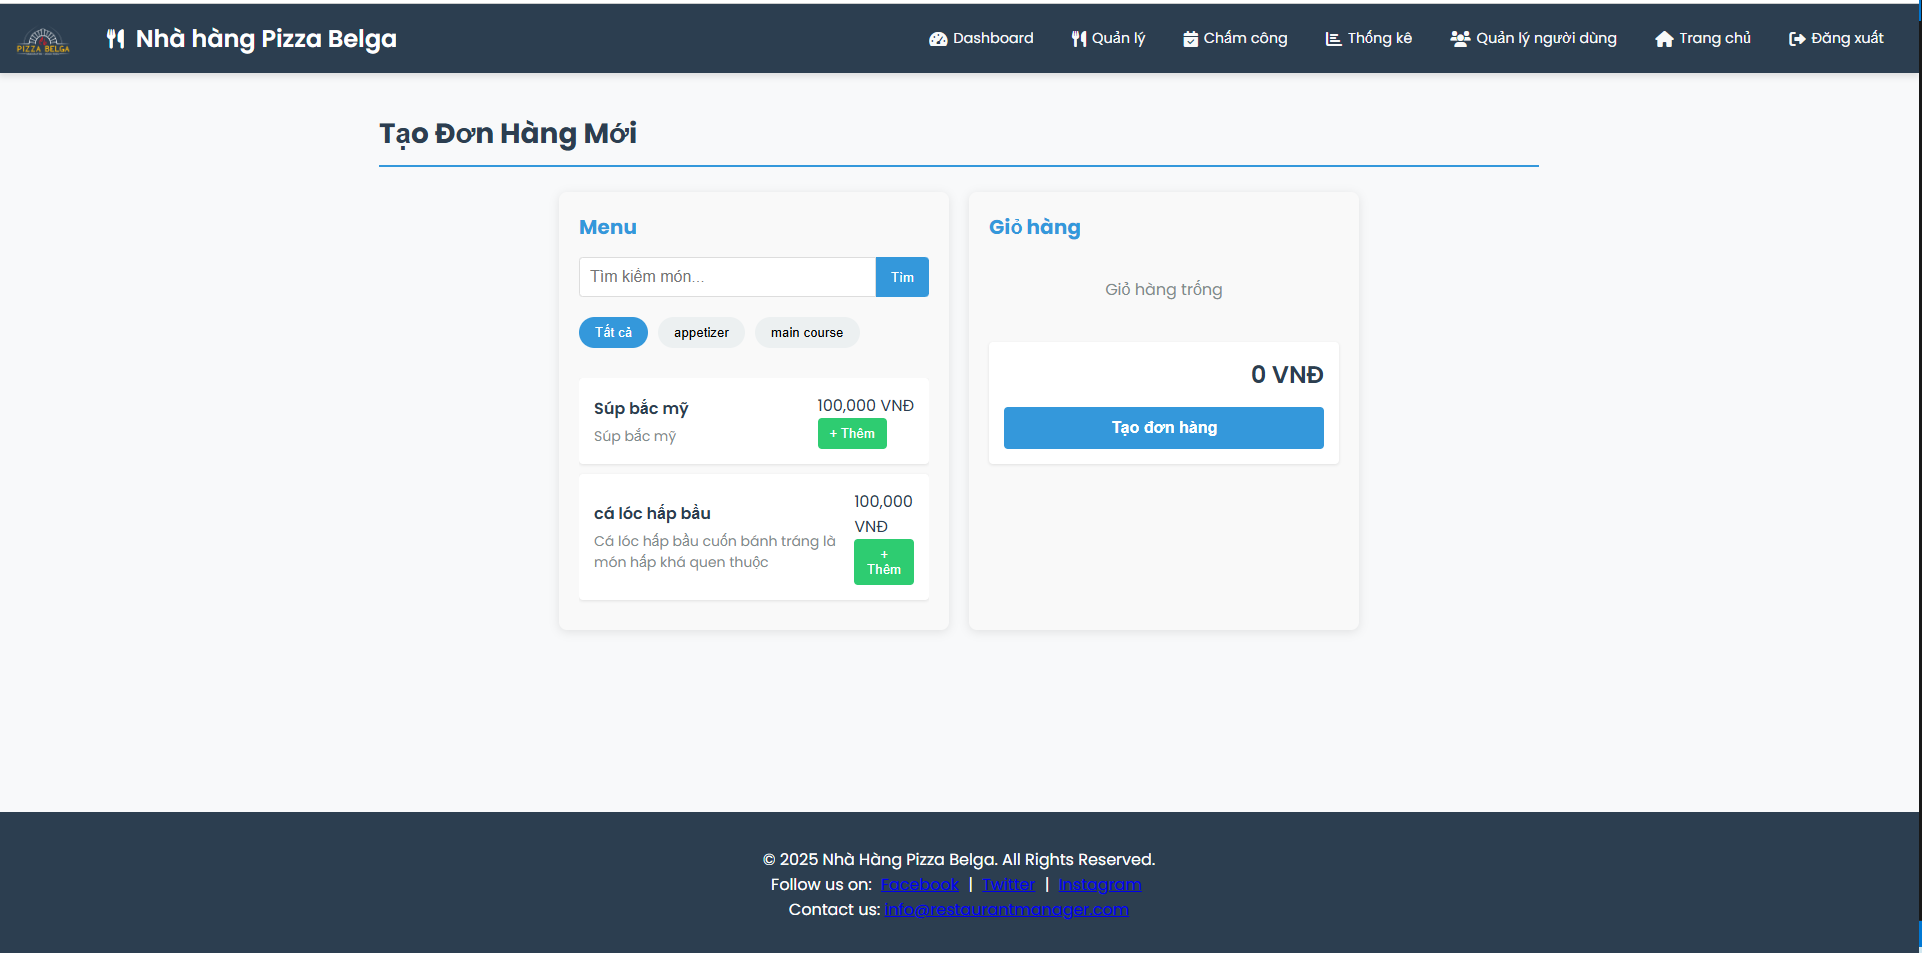 PIZZA BELGA
Nhà hàng Pizza Belga
Dashboard
Quản lý
Chấm công
Thống kê
Quản lý người dùng
Trang chủ
Đăng xuất
Tạo Đơn Hàng Mới
Menu
Tìm kiếm món...
Tìm
Tất cả
appetizer
main course
Súp bắc mỹ
Súp bắc mỹ
100,000 VNĐ
+ Thêm
cá lóc hấp bầu
Cá lóc hấp bầu cuốn bánh tráng là
món hấp khá quen thuộc
100,000
VNĐ
+
Thêm
Giỏ hàng
Giỏ hàng trống
0 VNĐ
Tạo đơn hàng
© 2025 Nhà Hàng Pizza Belga. All Rights Reserved.
Follow us on: Facebook | Twitter | Instagram
Contact us: info@restaurantmanager.com